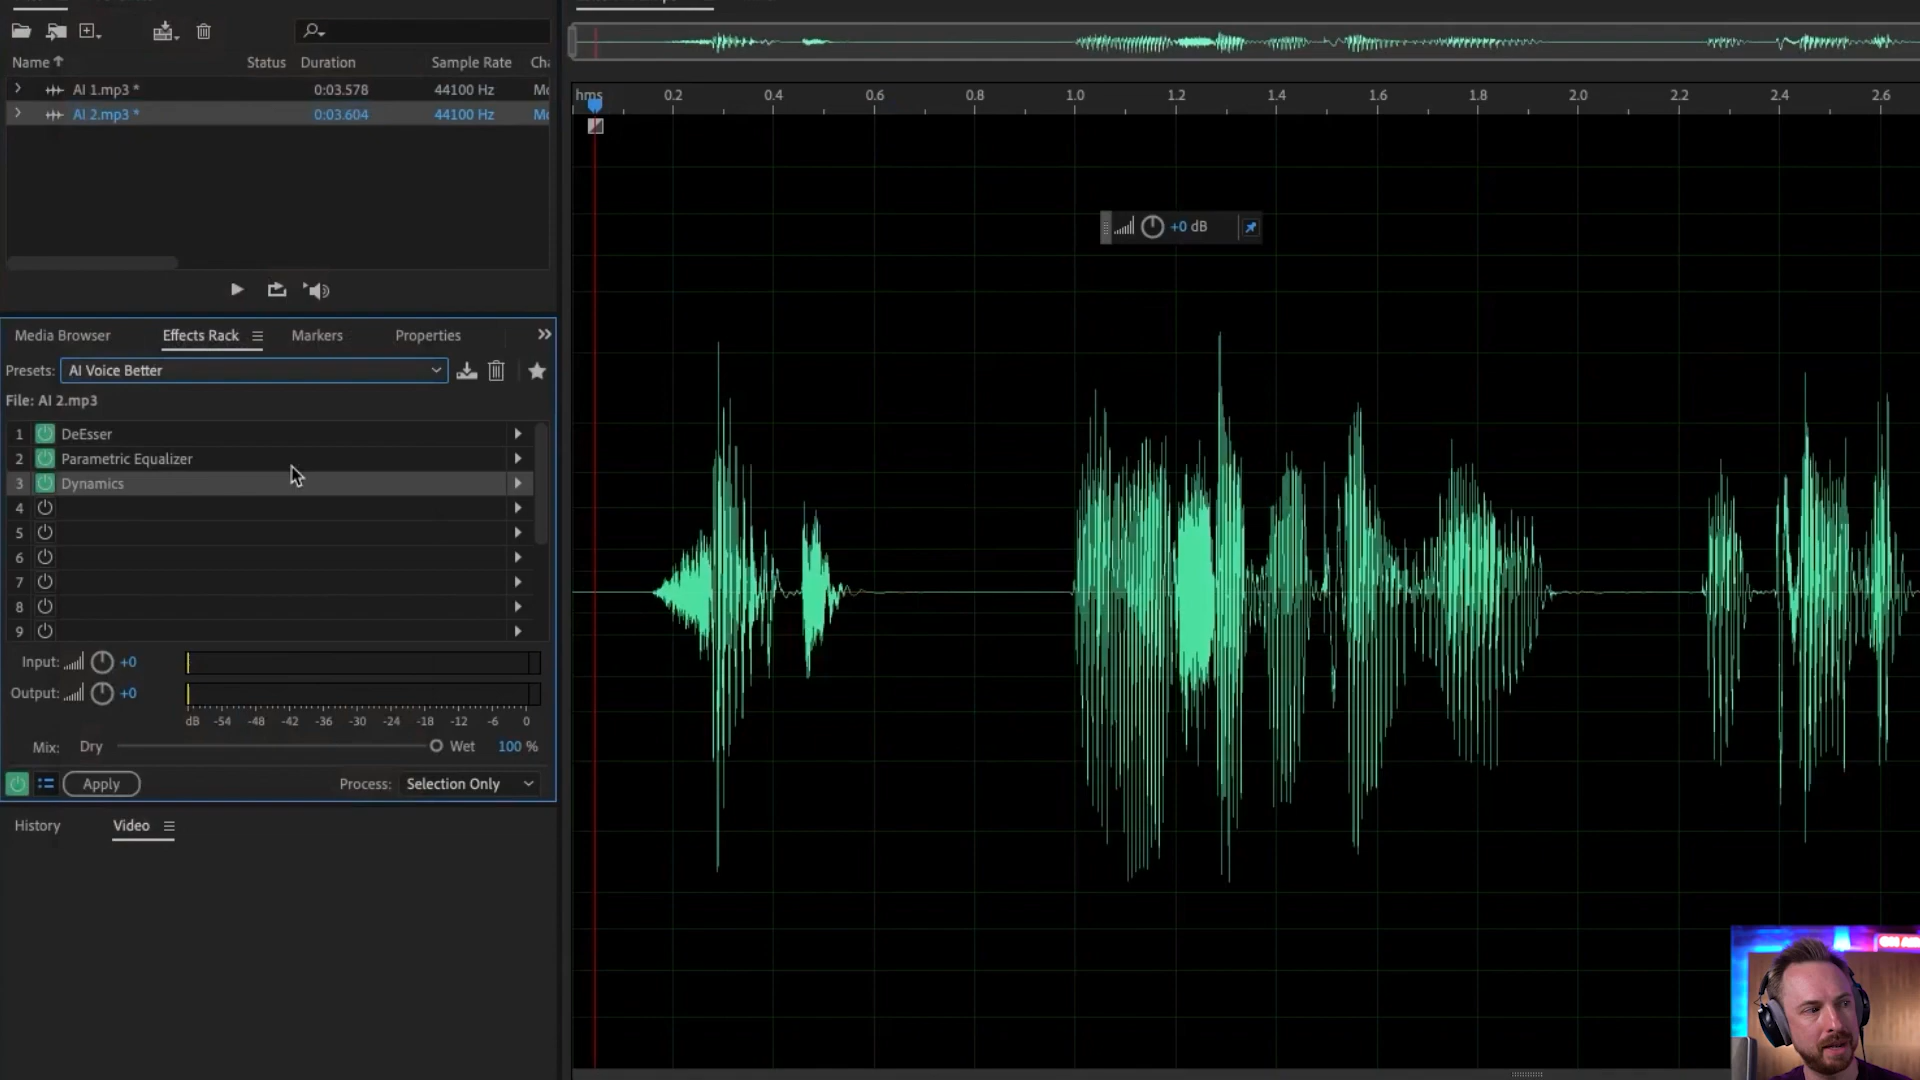 Name Status Duration Sample Rate Ch
AI 1.mp3 * 0:03.578 44100 Hz Mo
AI 2.mp3 * 0:03.604 44100 Hz Mo
Media Browser Effects Rack Markers Properties
Presets: AI Voice Better
File: AI 2.mp3
1 DeEsser
2 Parametric Equalizer
3 Dynamics
4
5
6
7
8
9
Input: +0
Output: +0
dB -54 -48 -42 -36 -30 -24 -18 -12 -6 0
Mix: Dry Wet 100 %
Apply Process: Selection Only
History Video
hms 0.2 0.4 0.6 0.8 1.0 1.2 1.4 1.6 1.8 2.0 2.2 2.4 2.6
+0 dB
ON AI